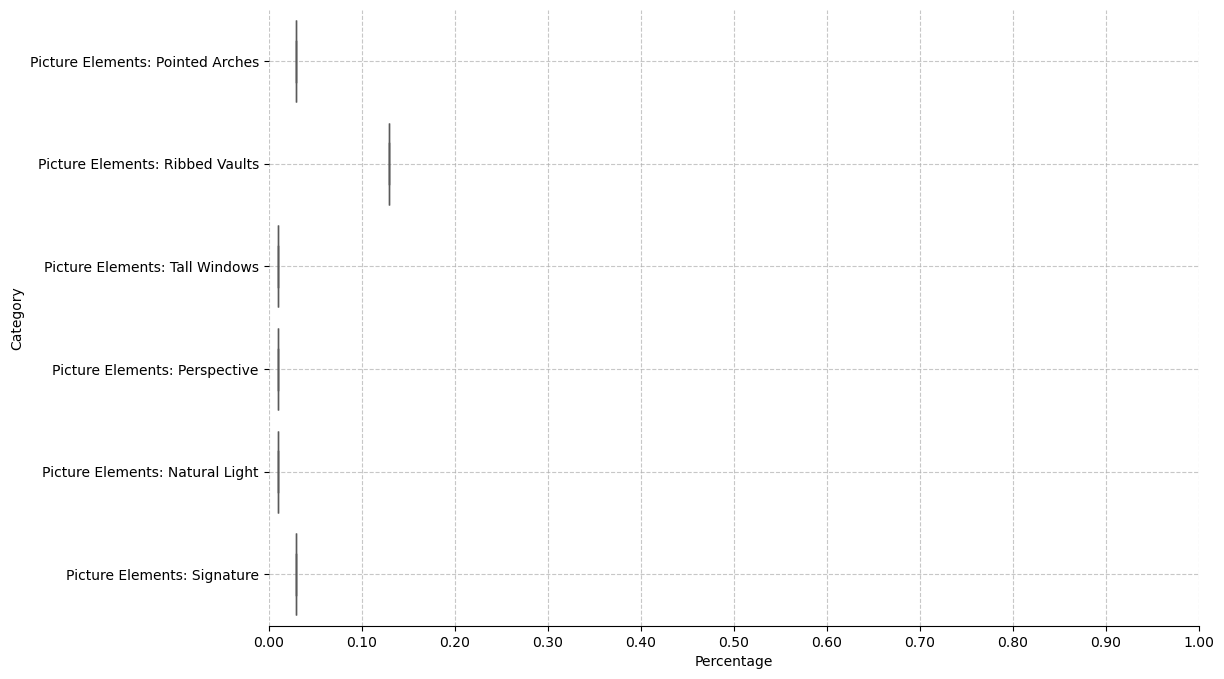 Picture Elements: Pointed Arches
Picture Elements: Ribbed Vaults
Picture Elements: Tall Windows
Picture Elements: Perspective
Picture Elements: Natural Light
Picture Elements: Signature
Category
0.00 0.10 0.20 0.30 0.40 0.50 0.60 0.70 0.80 0.90 1.00
Percentage